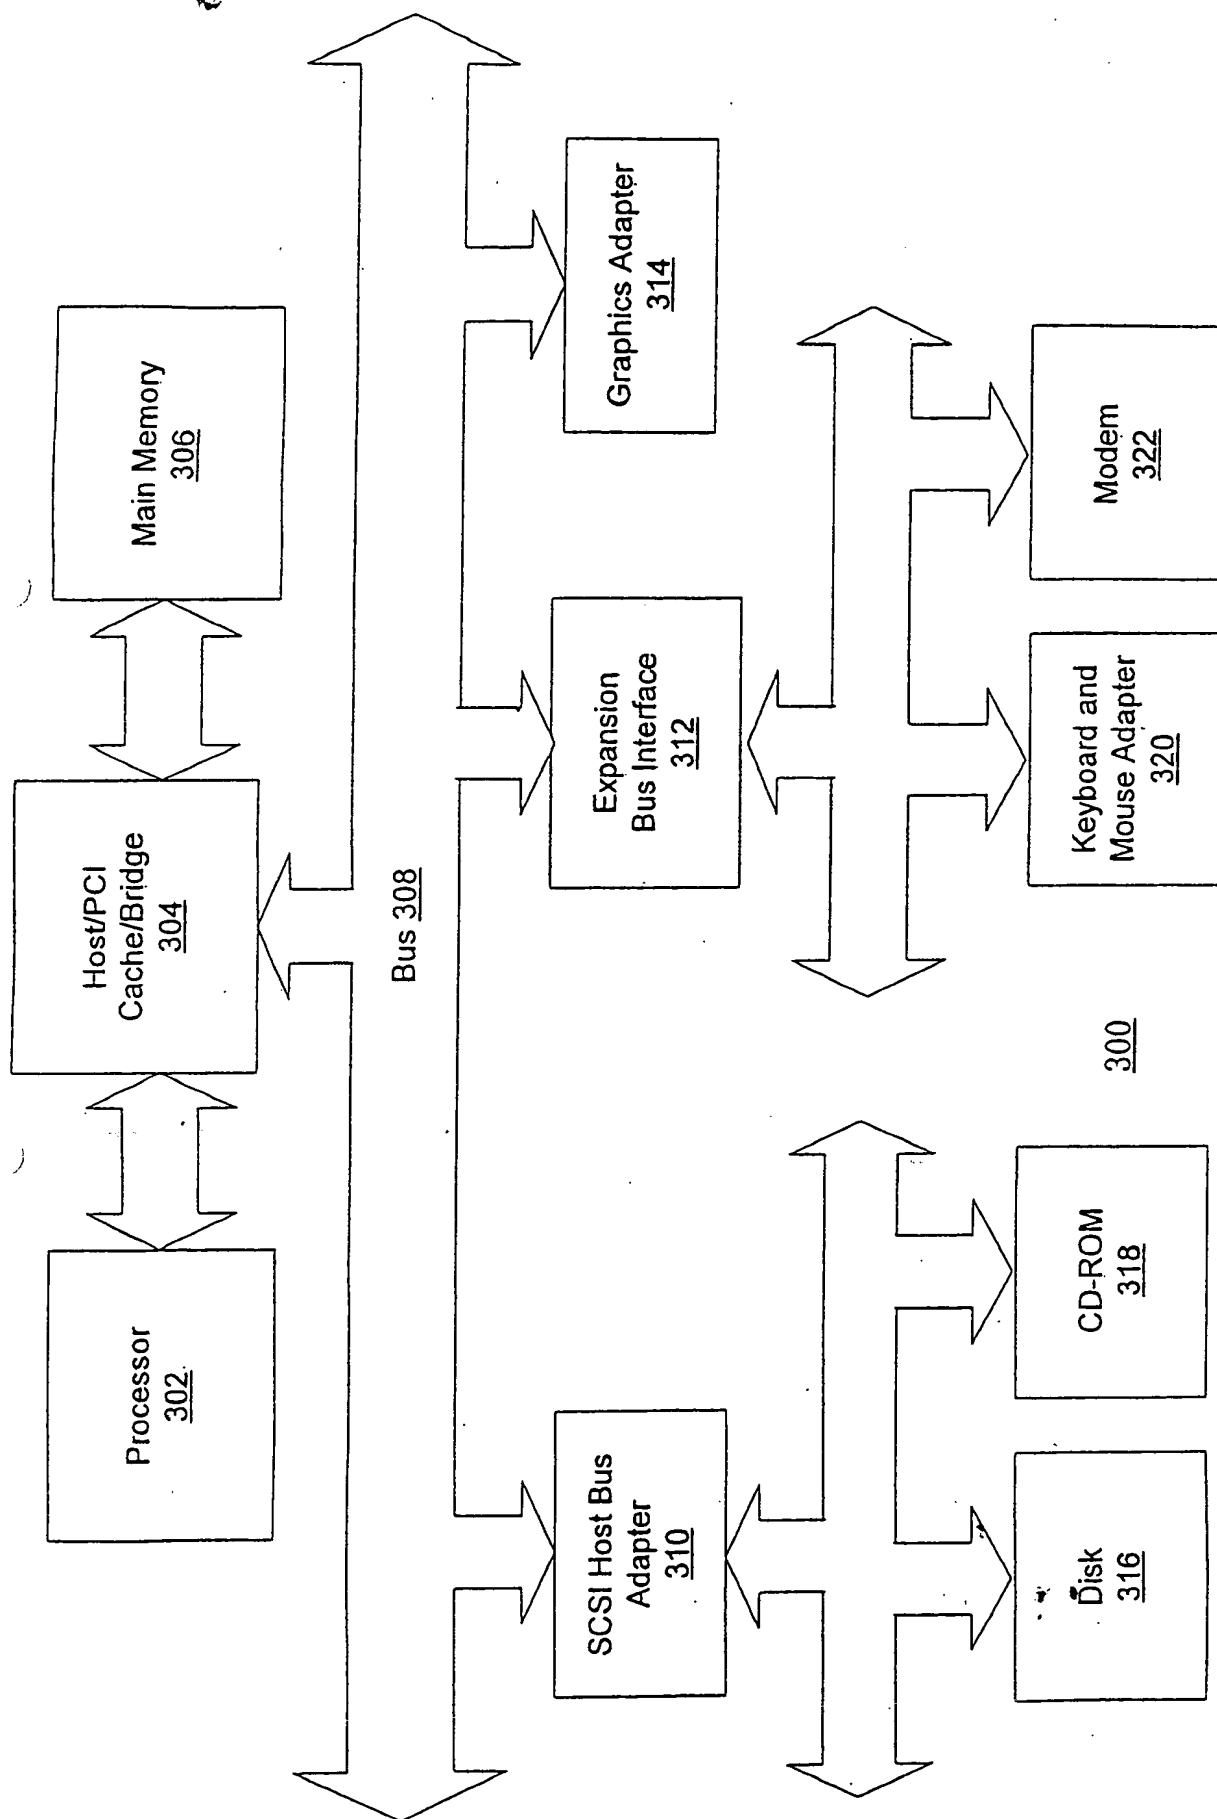 Processor
302
Host/PCI
Cache/Bridge
304
Main Memory
306
Bus 308
SCSI Host Bus
Adapter
310
Expansion
Bus Interface
312
Graphics Adapter
314
Disk
316
CD-ROM
318
300
Keyboard and
Mouse Adapter
320
Modem
322